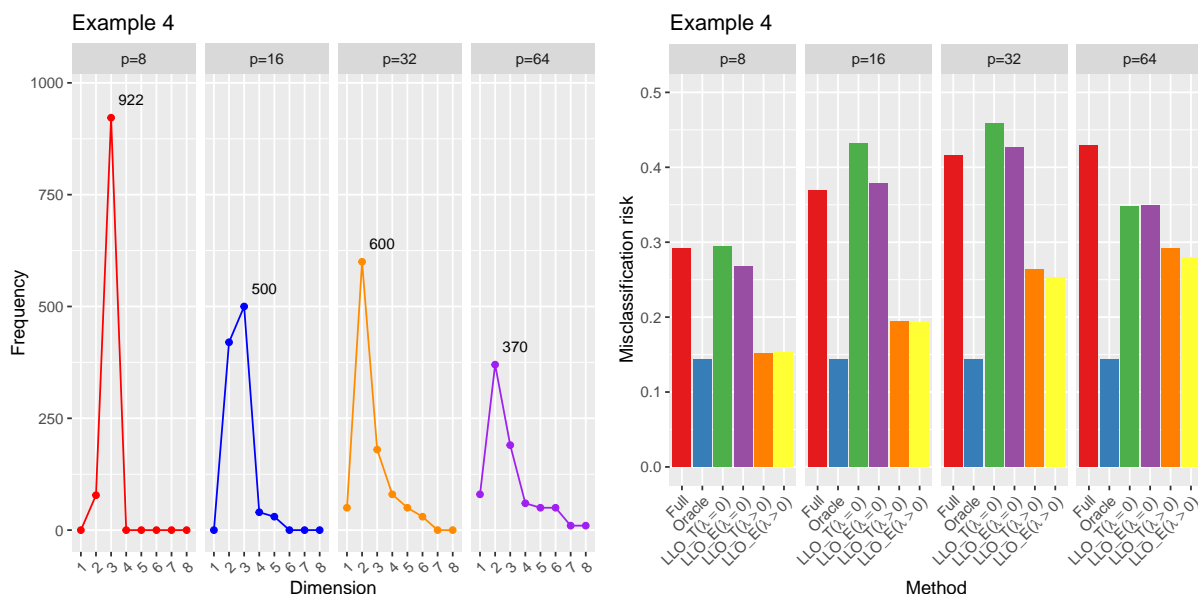 Example 4
p=8 p=16 p=32 p=64
1000
750
500
250
0
922
500
600
370
1 2 3 4 5 6 7 8 1 2 3 4 5 6 7 8 1 2 3 4 5 6 7 8 1 2 3 4 5 6 7 8
Dimension
Frequency
Example 4
p=8 p=16 p=32 p=64
0.5
0.4
0.3
0.2
0.1
0.0
Full
Oracle
LLO_T(λ = 0)
LLO_E(λ = 0)
LLO_T(λ > 0)
LLO_E(λ > 0)
Full
Oracle
LLO_T(λ = 0)
LLO_E(λ = 0)
LLO_T(λ > 0)
LLO_E(λ > 0)
Full
Oracle
LLO_T(λ = 0)
LLO_E(λ = 0)
LLO_T(λ > 0)
LLO_E(λ > 0)
Full
Oracle
LLO_T(λ = 0)
LLO_E(λ = 0)
LLO_T(λ > 0)
LLO_E(λ > 0)
Method
Misclassification risk